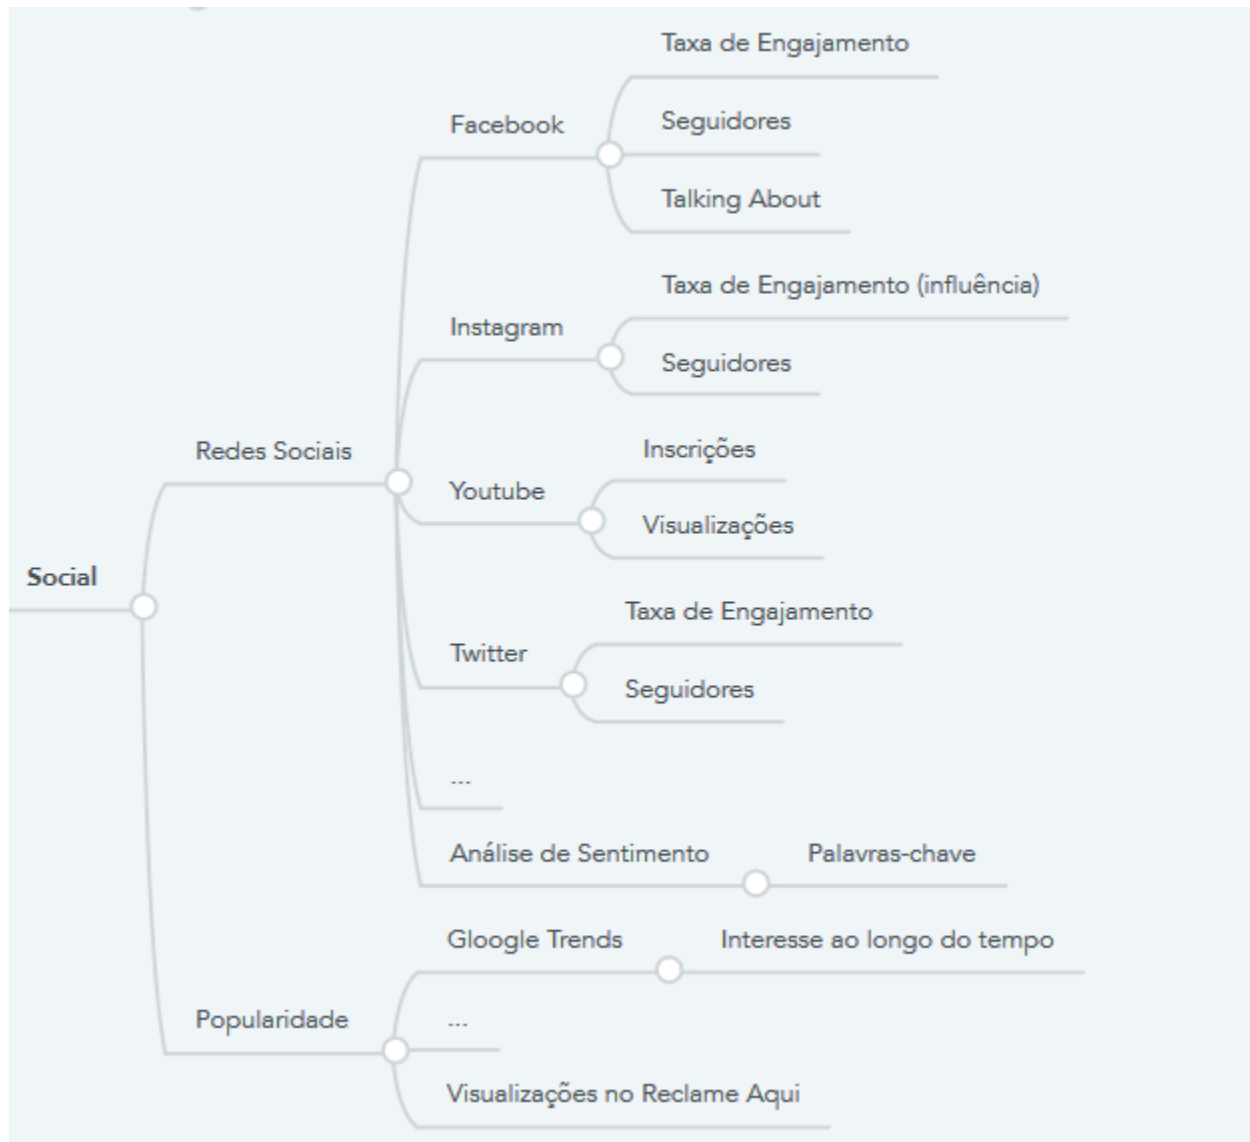 Social
Redes Sociais
Facebook
Taxa de Engajamento
Seguidores
Talking About
Instagram
Taxa de Engajamento (influência)
Seguidores
Youtube
Inscrições
Visualizações
Twitter
Taxa de Engajamento
Seguidores
...
Análise de Sentimento
Palavras-chave
Popularidade
Gloogle Trends
Interesse ao longo do tempo
...
Visualizações no Reclame Aqui